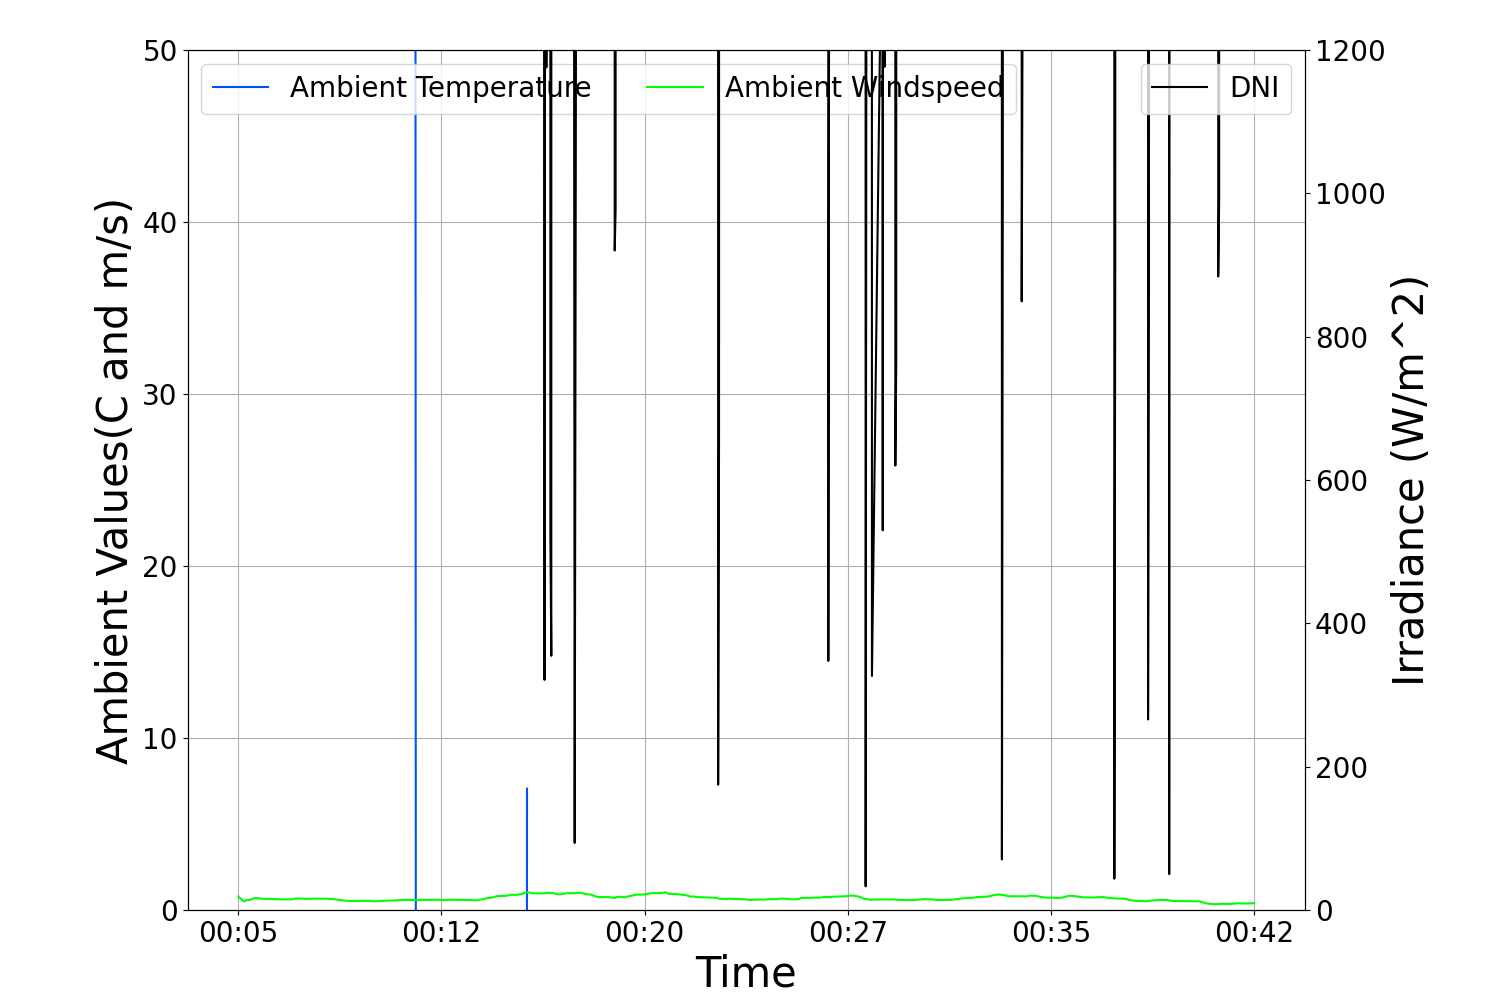 Ambient Temperature
Ambient Windspeed
DNI
50
40
30
20
10
0
Ambient Values(C and m/s)
1200
1000
800
600
400
200
0
Irradiance (W/m^2)
00:05 00:12 00:20 00:27 00:35 00:42
Time